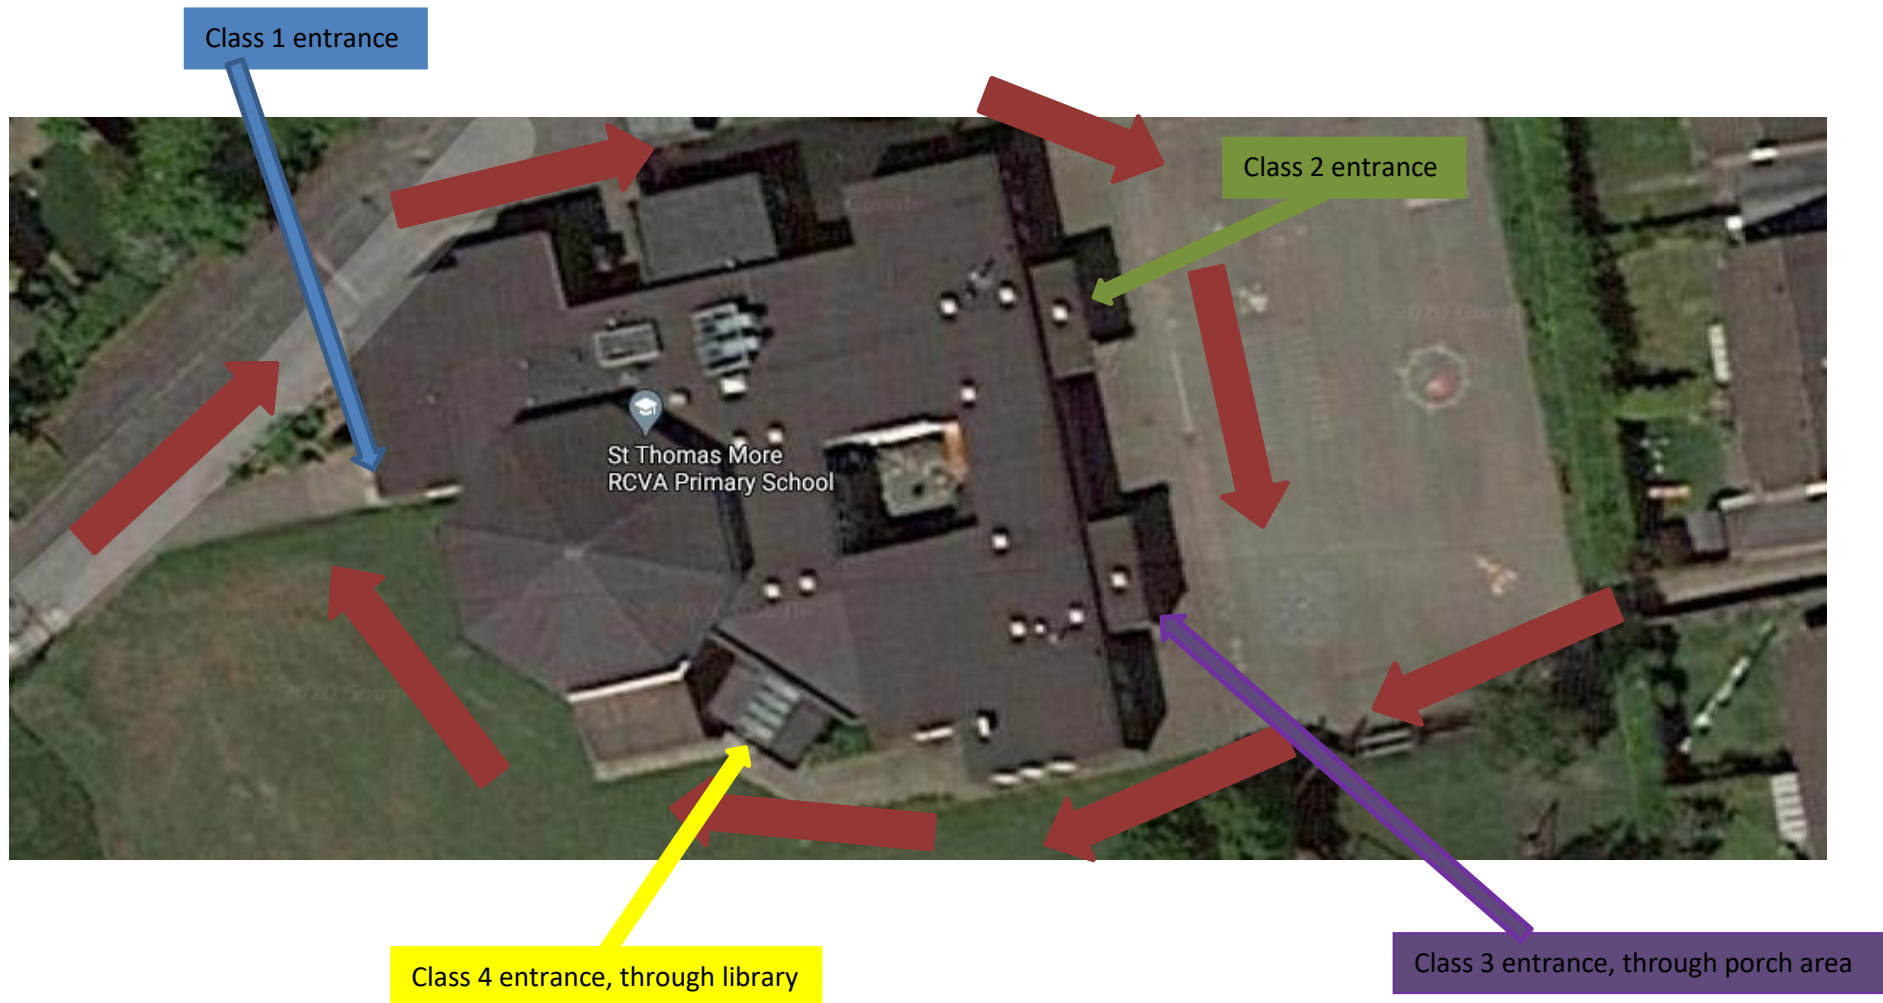 Class 1 entrance
Class 2 entrance
St Thomas More
RCVA Primary School
Class 4 entrance, through library
Class 3 entrance, through porch area